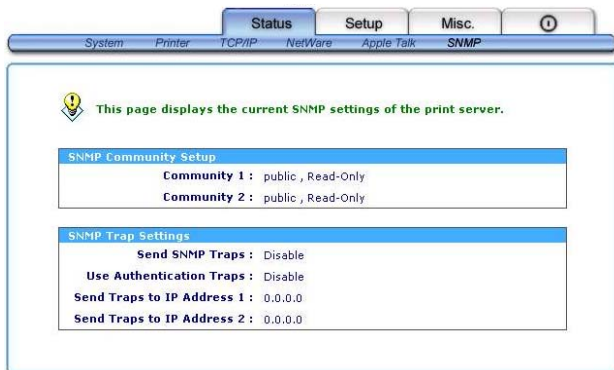 Status Setup Misc.
System Printer TCP/IP NetWare Apple Talk SNMP
This page displays the current SNMP settings of the print server.
SNMP Community Setup
Community 1 : public , Read-Only
Community 2 : public , Read-Only
SNMP Trap Settings
Send SNMP Traps : Disable
Use Authentication Traps : Disable
Send Traps to IP Address 1 : 0.0.0.0
Send Traps to IP Address 2 : 0.0.0.0